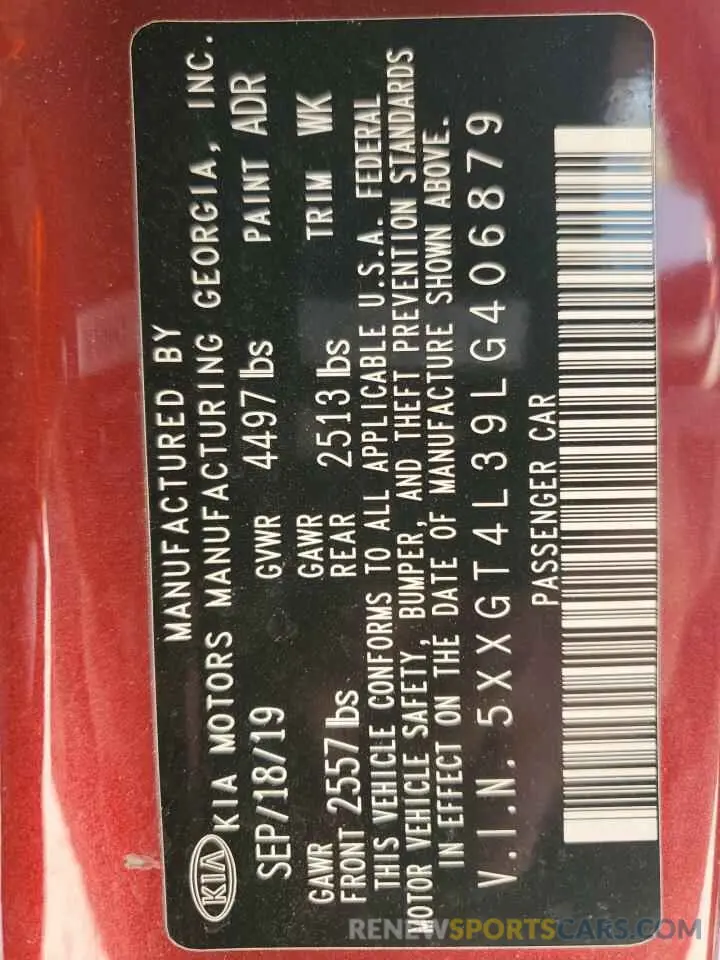 MANUFACTURED BY
KIA KIA MOTORS MANUFACTURING GEORGIA, INC.
SEP/18/19 GVWR 4497 lbs PAINT ADR
GAWR GAWR
FRONT 2557 lbs REAR 2513 lbs TRIM WK
THIS VEHICLE CONFORMS TO ALL APPLICABLE U.S.A. FEDERAL
MOTOR VEHICLE SAFETY, BUMPER, AND THEFT PREVENTION STANDARDS
IN EFFECT ON THE DATE OF MANUFACTURE SHOWN ABOVE.
V.I.N. 5XXGT4L39LG406879
PASSENGER CAR
RENEWSPORTSCARS.COM